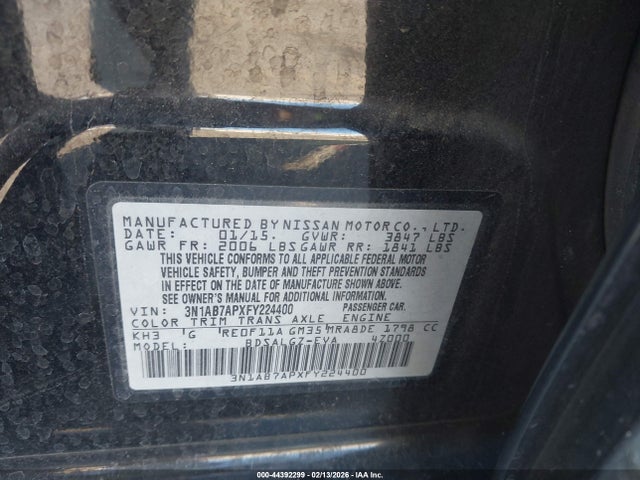 MANUFACTURED BY NISSAN MOTOR CO., LTD.
DATE: 01/15. GVWR: 3847 LBS
GAWR FR: 2006 LBS GAWR RR: 1841 LBS
THIS VEHICLE CONFORMS TO ALL APPLICABLE FEDERAL MOTOR
VEHICLE SAFETY, BUMPER AND THEFT PREVENTION STANDARDS
IN EFFECT ON THE DATE OF MANUFACTURE SHOWN ABOVE.
SEE OWNER'S MANUAL FOR ADDITIONAL INFORMATION.
VIN: 3N1AB7APXFY224400 PASSENGER CAR.
COLOR TRIM TRANS AXLE ENGINE
KH3 G RE0F11A GM35 MRA8DE 1798 CC
MODEL: BDSALGZ-EVA 47000
3N1AB7APXFY224400
000-44392299 - 02/13/2026 - IAA Inc.